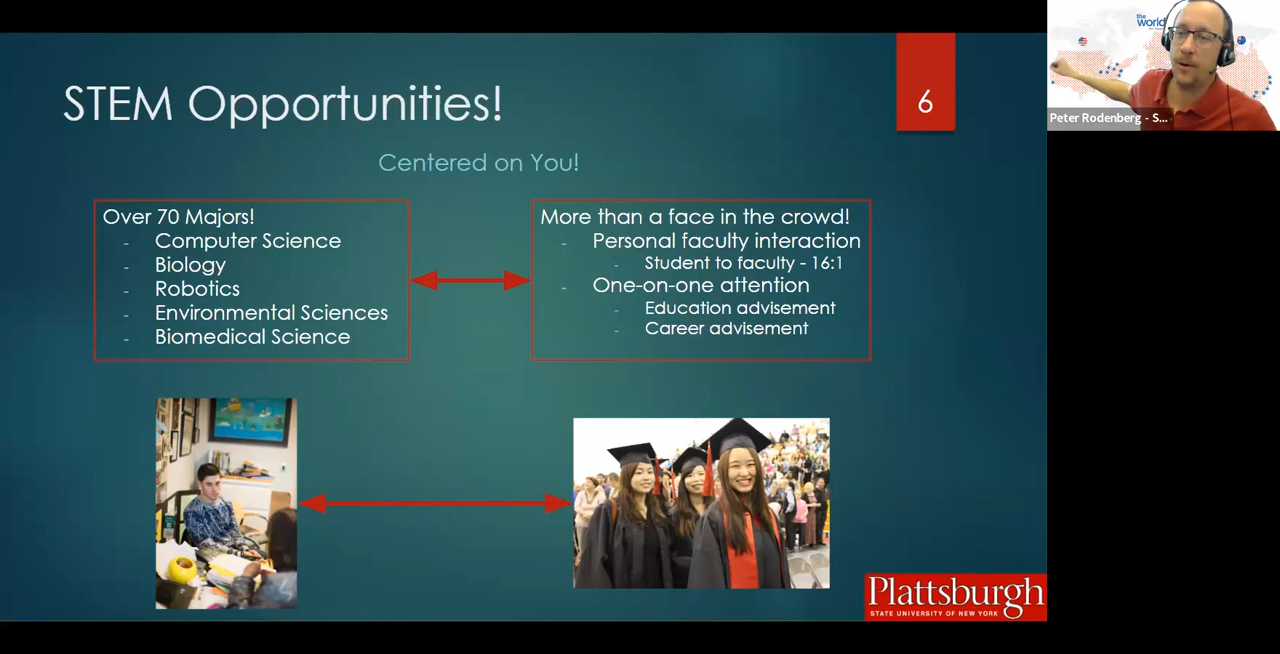 STEM Opportunities!
6
Centered on You!
Over 70 Majors!
- Computer Science
- Biology
- Robotics
- Environmental Sciences
- Biomedical Science
More than a face in the crowd!
- Personal faculty interaction
- Student to faculty - 16:1
- One-on-one attention
- Education advisement
- Career advisement
Plattsburgh
STATE UNIVERSITY OF NEW YORK
the
world
Peter Rodenberg - S...